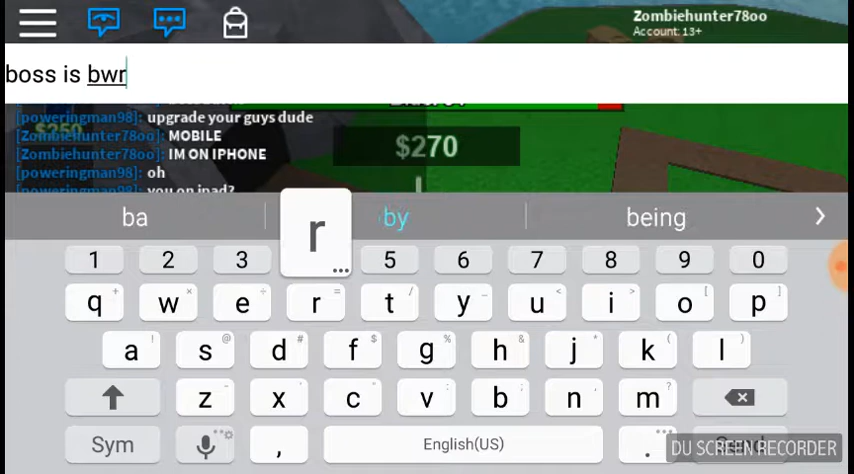 Zombiehunter78oo
Account: 13+
boss is bwr
[poweringman98]: upgrade your guys dude
$250
[Zombiehunter78oo]: MOBILE
[Zombiehunter78oo]: IM ON IPHONE
[poweringman98]: oh
[poweringman98]: you on ipad?
$270
ba by being
r
1 2 3 5 6 7 8 9 0
q w e r t y u i o p
a s d f g h j k l
z x c v b n m
Sym , English(US) .
DU SCREEN RECORDER